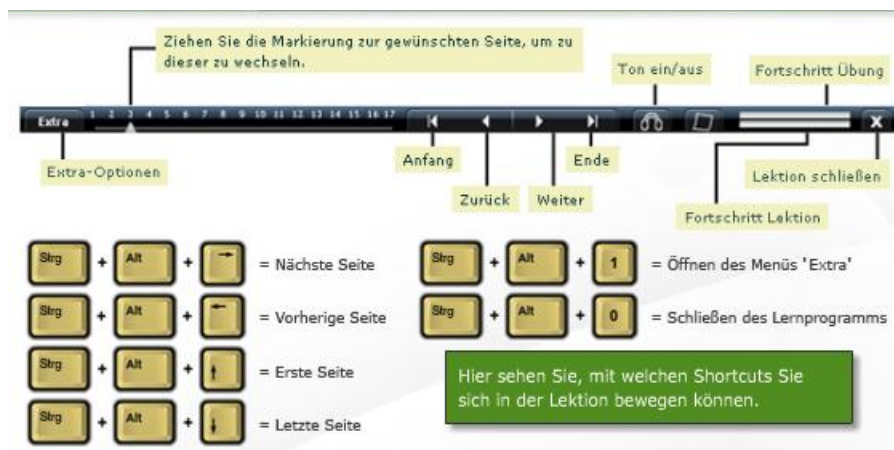 Ziehen Sie die Markierung zur gewünschten Seite, um zu
dieser zu wechseln.
Ton ein/aus
Fortschritt Übung
Extra 1 2 3 4 5 6 7 8 9 10 11 12 13 14 15 16 17
Extra-Optionen
Anfang
Ende
Lektion schließen
Zurück
Weiter
Fortschritt Lektion
Strg + Alt + → = Nächste Seite
Strg + Alt + ← = Vorherige Seite
Strg + Alt + ↑ = Erste Seite
Strg + Alt + ↓ = Letzte Seite
Strg + Alt + 1 = Öffnen des Menüs 'Extra'
Strg + Alt + 0 = Schließen des Lernprogramms
Hier sehen Sie, mit welchen Shortcuts Sie
sich in der Lektion bewegen können.